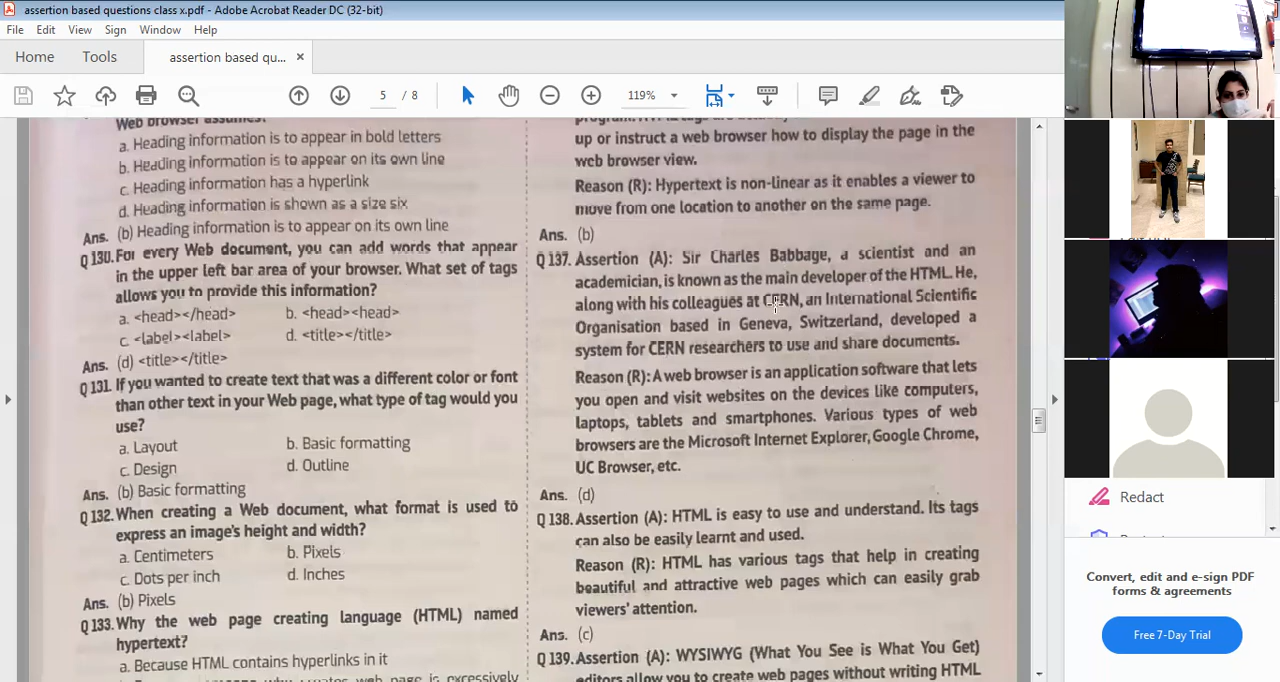 assertion based questions class x.pdf - Adobe Acrobat Reader DC (32-bit)
File Edit View Sign Window Help
Home Tools assertion based qu... ×
5 / 8 119%
Web browser assumes?
a. Heading information is to appear in bold letters
b. Heading information is to appear on its own line
c. Heading information has a hyperlink
d. Heading information is shown as a size six
Ans. (b) Heading information is to appear on its own line
Q 130. For every Web document, you can add words that appear
in the upper left bar area of your browser. What set of tags
allows you to provide this information?
a. <head></head> b. <head><head>
c. <label><label> d. <title></title>
Ans. (d) <title></title>
Q 131. If you wanted to create text that was a different color or font
than other text in your Web page, what type of tag would you
use?
a. Layout b. Basic formatting
c. Design d. Outline
Ans. (b) Basic formatting
Q 132. When creating a Web document, what format is used to
express an image's height and width?
a. Centimeters b. Pixels
c. Dots per inch d. Inches
Ans. (b) Pixels
Q 133. Why the web page creating language (HTML) named
hypertext?
a. Because HTML contains hyperlinks in it
up or instruct a web browser how to display the page in the
web browser view.
Reason (R): Hypertext is non-linear as it enables a viewer to
move from one location to another on the same page.
Ans. (b)
Q 137. Assertion (A): Sir Charles Babbage, a scientist and an
academician, is known as the main developer of the HTML. He,
along with his colleagues at CERN, an International Scientific
Organisation based in Geneva, Switzerland, developed a
system for CERN researchers to use and share documents.
Reason (R): A web browser is an application software that lets
you open and visit websites on the devices like computers,
laptops, tablets and smartphones. Various types of web
browsers are the Microsoft Internet Explorer, Google Chrome,
UC Browser, etc.
Ans. (d)
Q 138. Assertion (A): HTML is easy to use and understand. Its tags
can also be easily learnt and used.
Reason (R): HTML has various tags that help in creating
beautiful and attractive web pages which can easily grab
viewers' attention.
Ans. (c)
Q 139. Assertion (A): WYSIWYG (What You See is What You Get)
editors allow you to create web pages without writing HTML
Redact
Convert, edit and e-sign PDF
forms & agreements
Free 7-Day Trial